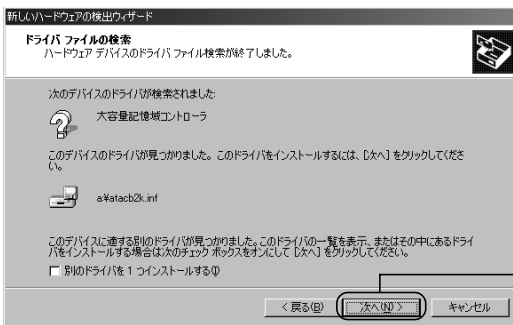 新しいハードウェアの検出ウィザード
ドライバ ファイルの検索
ハードウェア デバイスのドライバ ファイル検索が終了しました。
次のデバイスのドライバが検索されました:
大容量記憶域コントローラ
このデバイスのドライバが見つかりました。このドライバをインストールするには、[次へ] をクリックしてくださ
い。
a:¥atacb2k.inf
このデバイスに適する別のドライバが見つかりました。このドライバの一覧を表示、またはその中にあるドライ
バをインストールする場合は次のチェック ボックスをオンにして [次へ] をクリックしてください。
別のドライバを 1 つインストールする(I)
< 戻る(B)
次へ(N) >
キャンセル